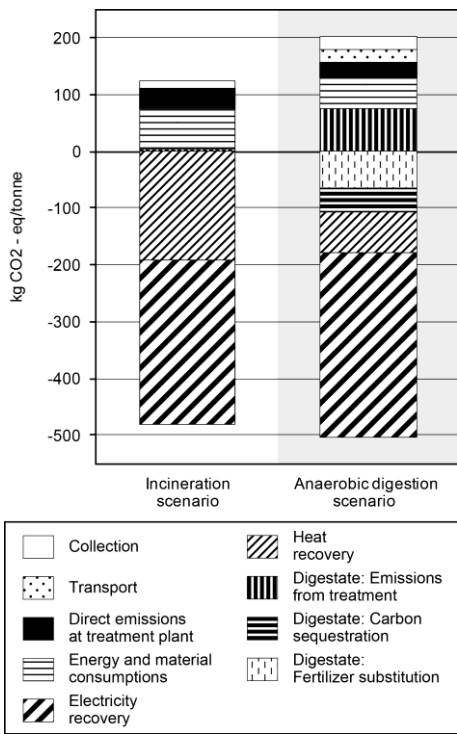 kg CO2 - eq/tonne
200
100
0
-100
-200
-300
-400
-500
Incineration
scenario
Anaerobic digestion
scenario
Collection
Transport
Direct emissions
at treatment plant
Energy and material
consumptions
Electricity
recovery
Heat
recovery
Digestate: Emissions
from treatment
Digestate: Carbon
sequestration
Digestate:
Fertilizer substitution